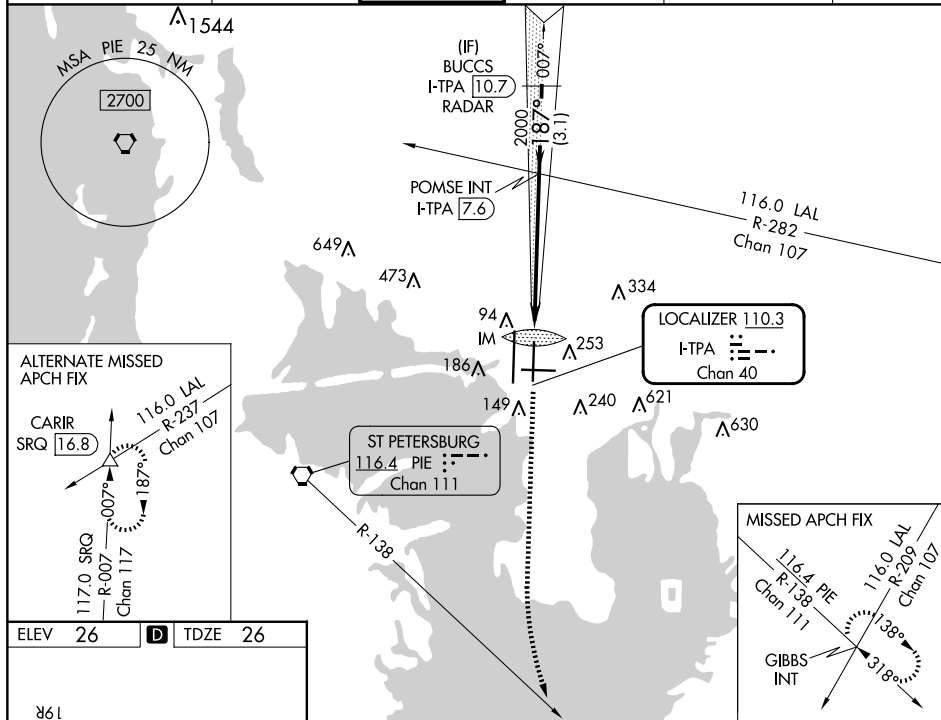 1544
MSA PIE 25 NM
2700
(IF)
BUCCS
I-TPA 10.7
RADAR
2000
187°
007°
(3.1)
POMSE INT
I-TPA 7.6
116.0 LAL
R-282
Chan 107
649
473
334
94
IM
253
LOCALIZER 110.3
I-TPA
Chan 40
186
149
240
621
630
ALTERNATE MISSED
APCH FIX
CARIR
SRQ 16.8
116.0 LAL
R-237
Chan 107
007°
187°
117.0 SRQ
R-007
Chan 117
ST PETERSBURG
116.4 PIE
Chan 111
R-138
MISSED APCH FIX
116.4 PIE
R-138
Chan 111
116.0 LAL
R-209
Chan 107
138°
318°
GIBBS
INT
ELEV 26 D TDZE 26
19R